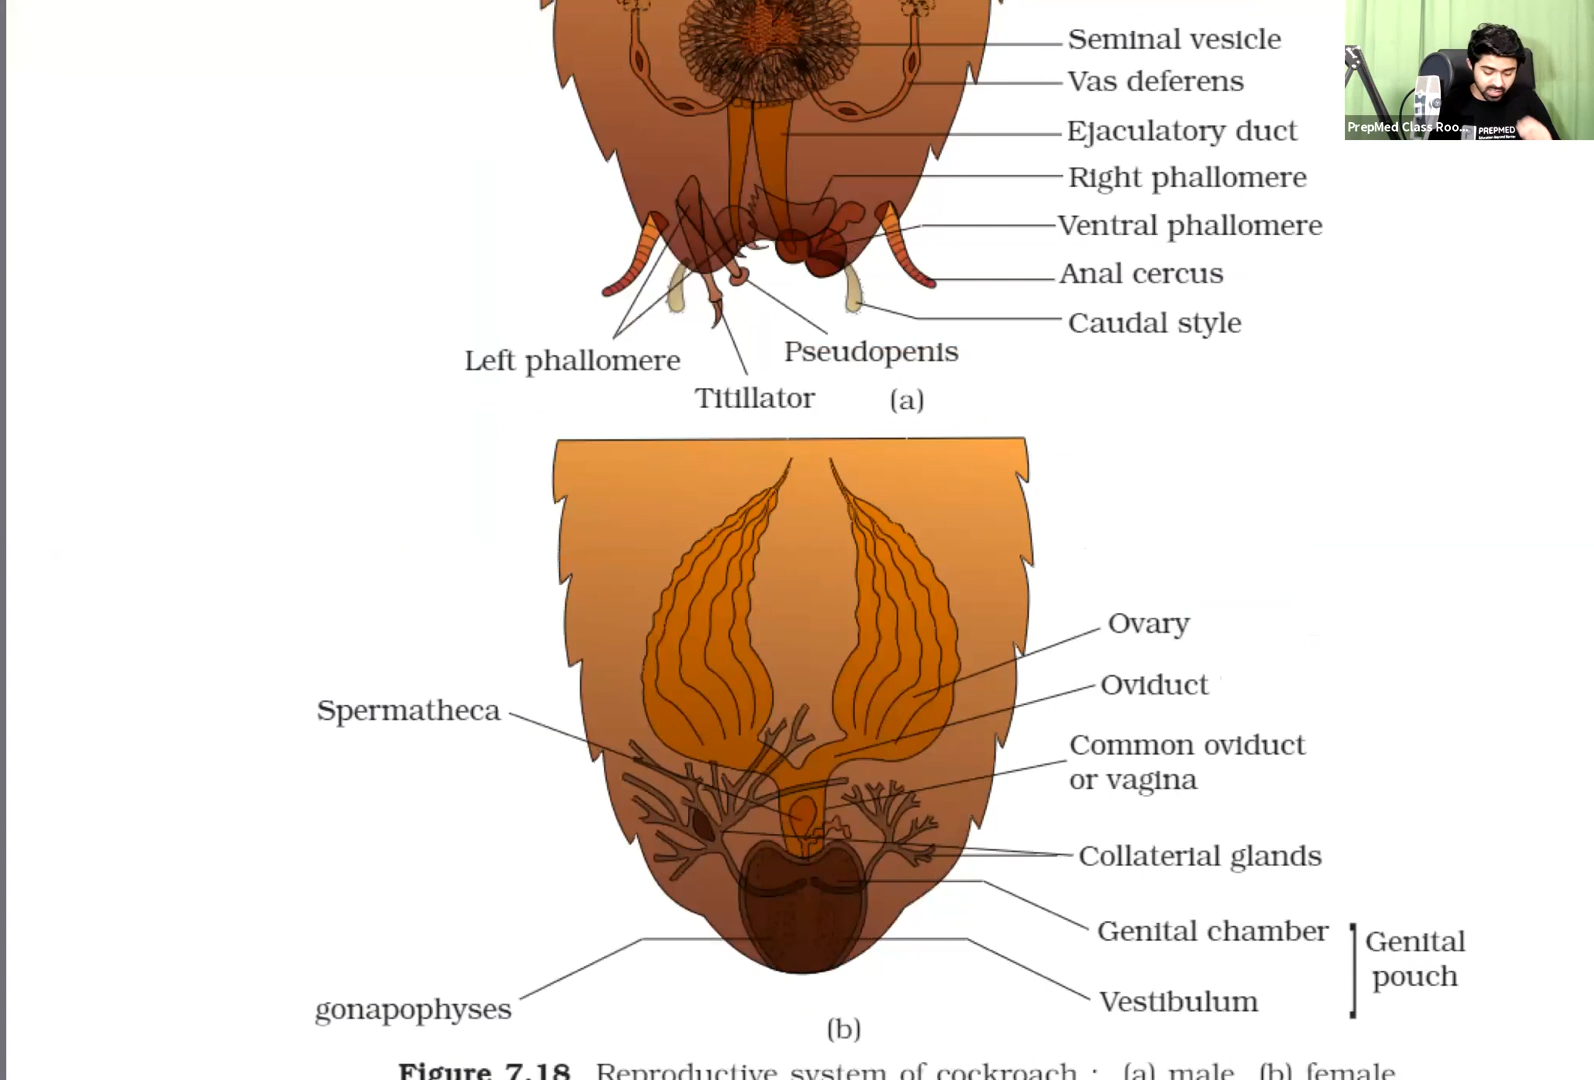 Seminal vesicle
Vas deferens
Ejaculatory duct
Right phallomere
Ventral phallomere
Anal cercus
Caudal style
Left phallomere
Pseudopenis
Titillator
(a)
PrepMed Class Roo...
PREPMED
Ovary
Oviduct
Spermatheca
Common oviduct
or vagina
Collaterial glands
Genital chamber
Genital
pouch
Vestibulum
gonapophyses
(b)
Figure 7.18 Reproductive system of cockroach : (a) male (b) female